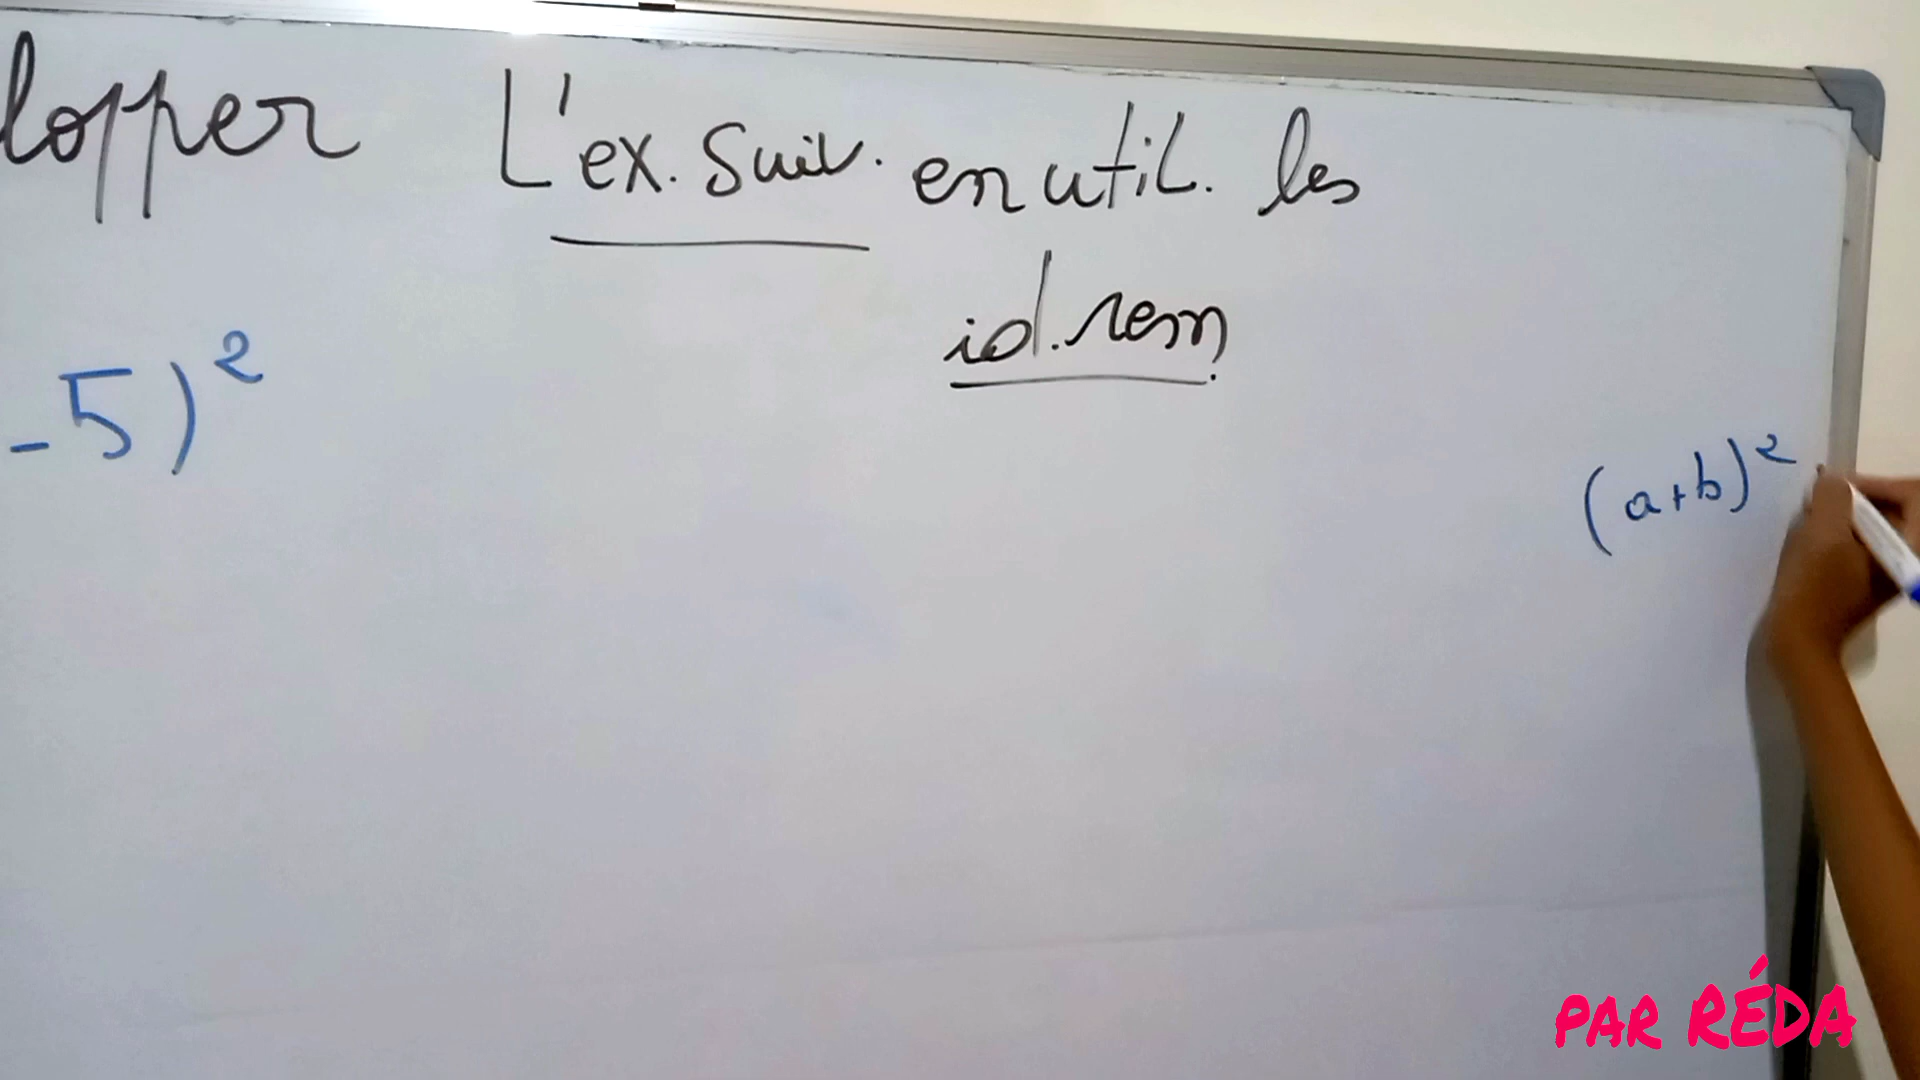 lopper L'ex. suiv. en util. les
id. rem
-5)²
(a+b)²
PAR RÉDA